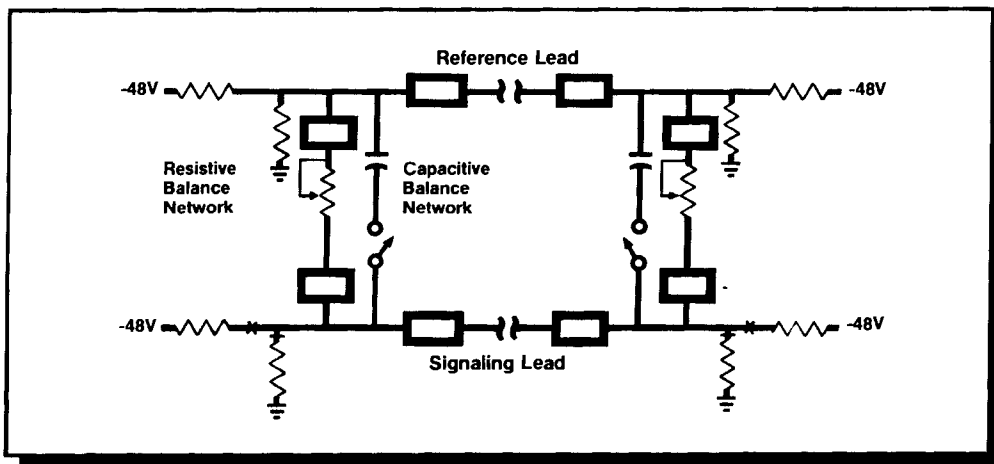 Reference Lead
-48V
-48V
Resistive
Balance
Network
Capacitive
Balance
Network
-48V
-48V
Signaling Lead